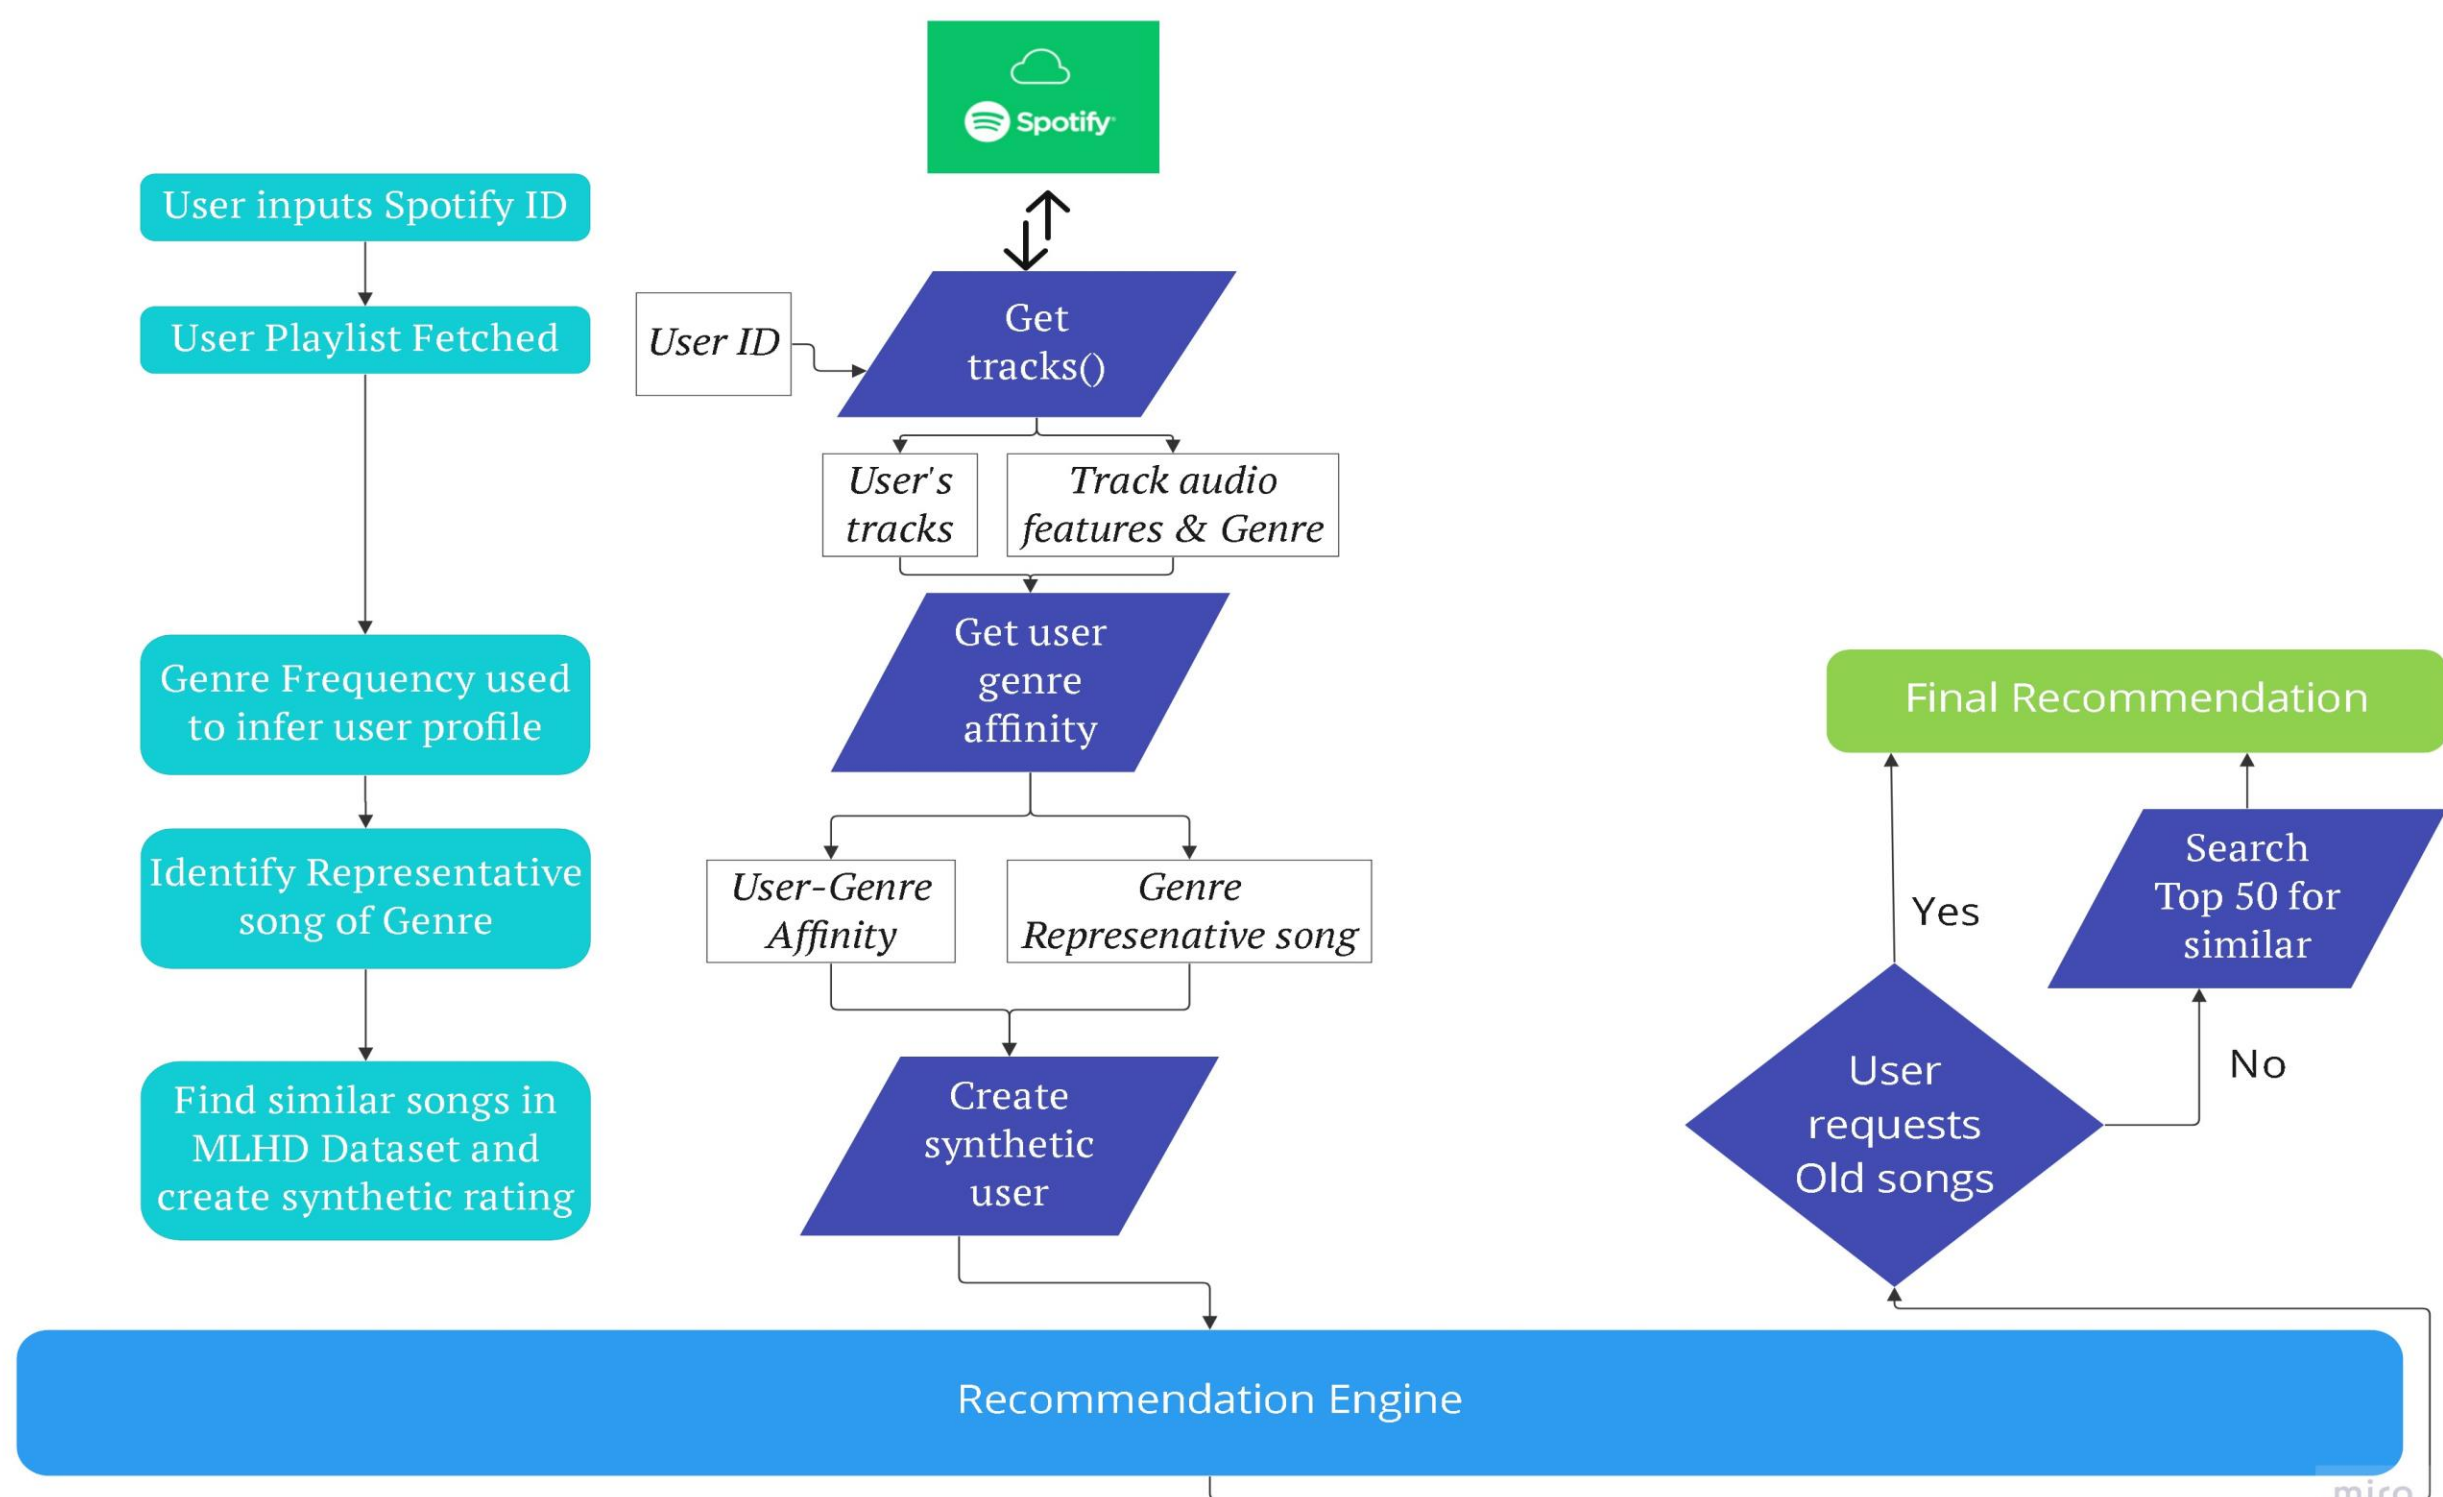 Spotify
User inputs Spotify ID
User Playlist Fetched
Genre Frequency used
to infer user profile
Identify Representative
song of Genre
Find similar songs in
MLHD Dataset and
create synthetic rating
User ID
Get
tracks()
User's
tracks
Track audio
features & Genre
Get user
genre
affinity
User-Genre
Affinity
Genre
Represenative song
Create
synthetic
user
Recommendation Engine
User
requests
Old songs
Yes
No
Search
Top 50 for
similar
Final Recommendation
miro